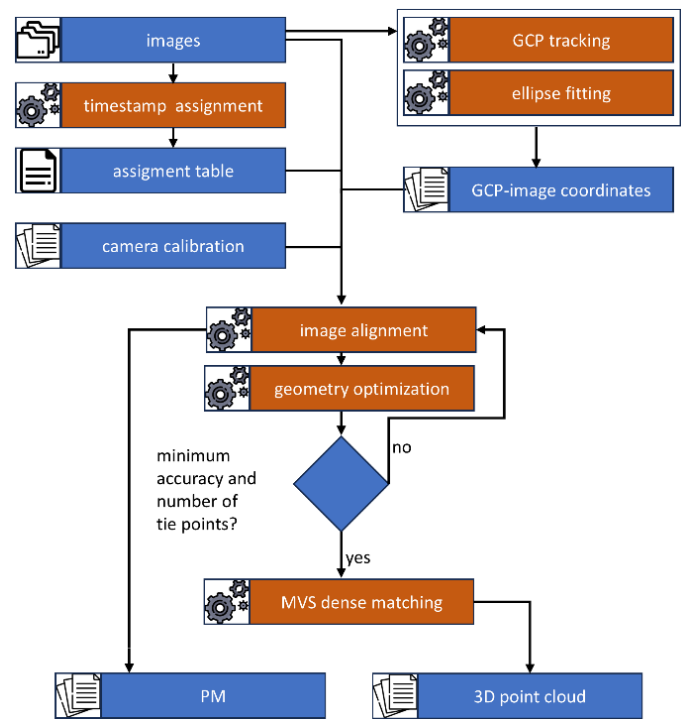 images
GCP tracking
timestamp assignment
ellipse fitting
assigment table
GCP-image coordinates
camera calibration
image alignment
geometry optimization
minimum
accuracy and
number of
tie points?
no
yes
MVS dense matching
PM
3D point cloud